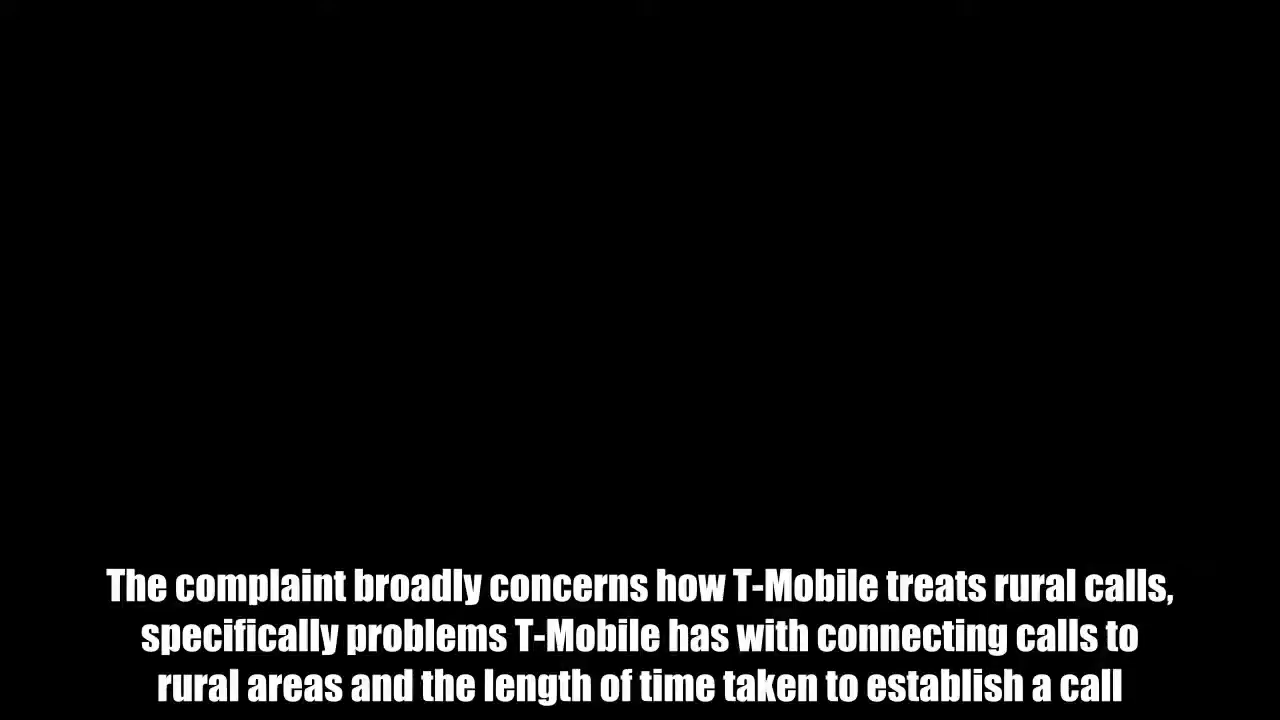 The complaint broadly concerns how T-Mobile treats rural calls,
specifically problems T-Mobile has with connecting calls to
rural areas and the length of time taken to establish a call